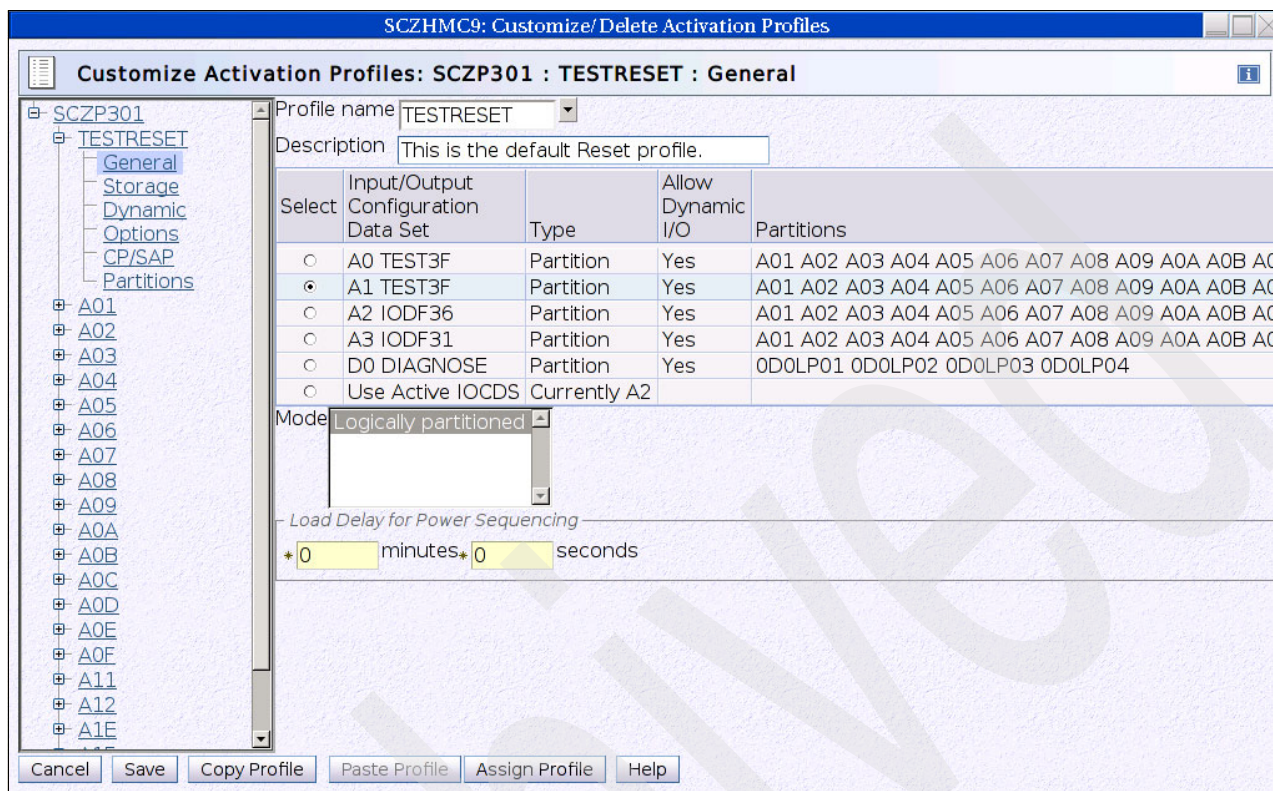 SCZHMC9: Customize/Delete Activation Profiles
Customize Activation Profiles: SCZP301 : TESTRESET : General
i
SCZP301
TESTRESET
General
Storage
Dynamic
Options
CP/SAP
Partitions
A01
A02
A03
A04
A05
A06
A07
A08
A09
A0A
A0B
A0C
A0D
A0E
A0F
A11
A12
A1E
Profile name TESTRESET
Description This is the default Reset profile.
Select Input/Output Configuration Data Set Type Allow Dynamic I/O Partitions
A0 TEST3F Partition Yes A01 A02 A03 A04 A05 A06 A07 A08 A09 A0A A0B
A1 TEST3F Partition Yes A01 A02 A03 A04 A05 A06 A07 A08 A09 A0A A0B
A2 IODF36 Partition Yes A01 A02 A03 A04 A05 A06 A07 A08 A09 A0A A0B
A3 IODF31 Partition Yes A01 A02 A03 A04 A05 A06 A07 A08 A09 A0A A0B
D0 DIAGNOSE Partition Yes 0D0LP01 0D0LP02 0D0LP03 0D0LP04
Use Active IOCDS Currently A2
Mode Logically partitioned
Load Delay for Power Sequencing
* 0 minutes * 0 seconds
Cancel Save Copy Profile Paste Profile Assign Profile Help